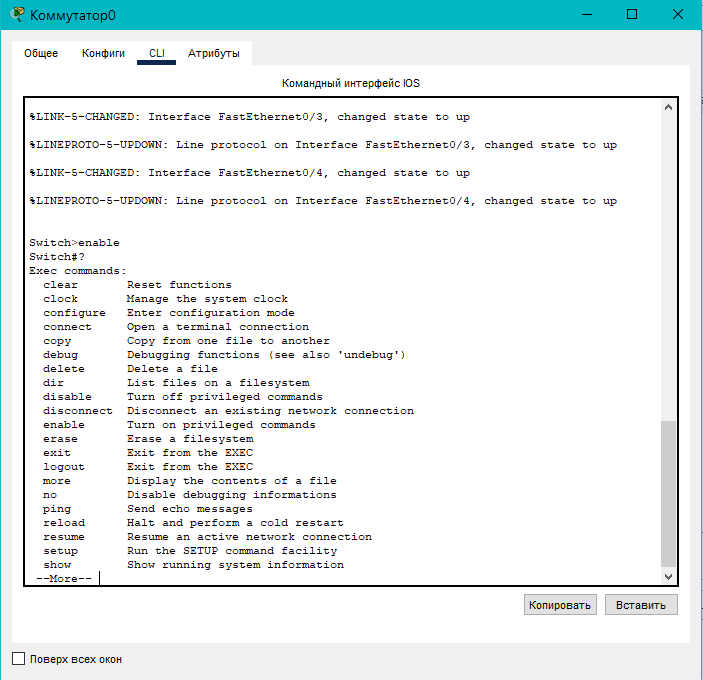 Коммутатор0
Общее Конфиги CLI Атрибуты
Командный интерфейс IOS
%LINK-5-CHANGED: Interface FastEthernet0/3, changed state to up
%LINEPROTO-5-UPDOWN: Line protocol on Interface FastEthernet0/3, changed state to up
%LINK-5-CHANGED: Interface FastEthernet0/4, changed state to up
%LINEPROTO-5-UPDOWN: Line protocol on Interface FastEthernet0/4, changed state to up
Switch>enable
Switch#?
Exec commands:
  clear       Reset functions
  clock       Manage the system clock
  configure   Enter configuration mode
  connect     Open a terminal connection
  copy        Copy from one file to another
  debug       Debugging functions (see also 'undebug')
  delete      Delete a file
  dir         List files on a filesystem
  disable     Turn off privileged commands
  disconnect  Disconnect an existing network connection
  enable      Turn on privileged commands
  erase       Erase a filesystem
  exit        Exit from the EXEC
  logout      Exit from the EXEC
  more        Display the contents of a file
  no          Disable debugging informations
  ping        Send echo messages
  reload      Halt and perform a cold restart
  resume      Resume an active network connection
  setup       Run the SETUP command facility
  show        Show running system information
 --More--
Копировать Вставить
Поверх всех окон